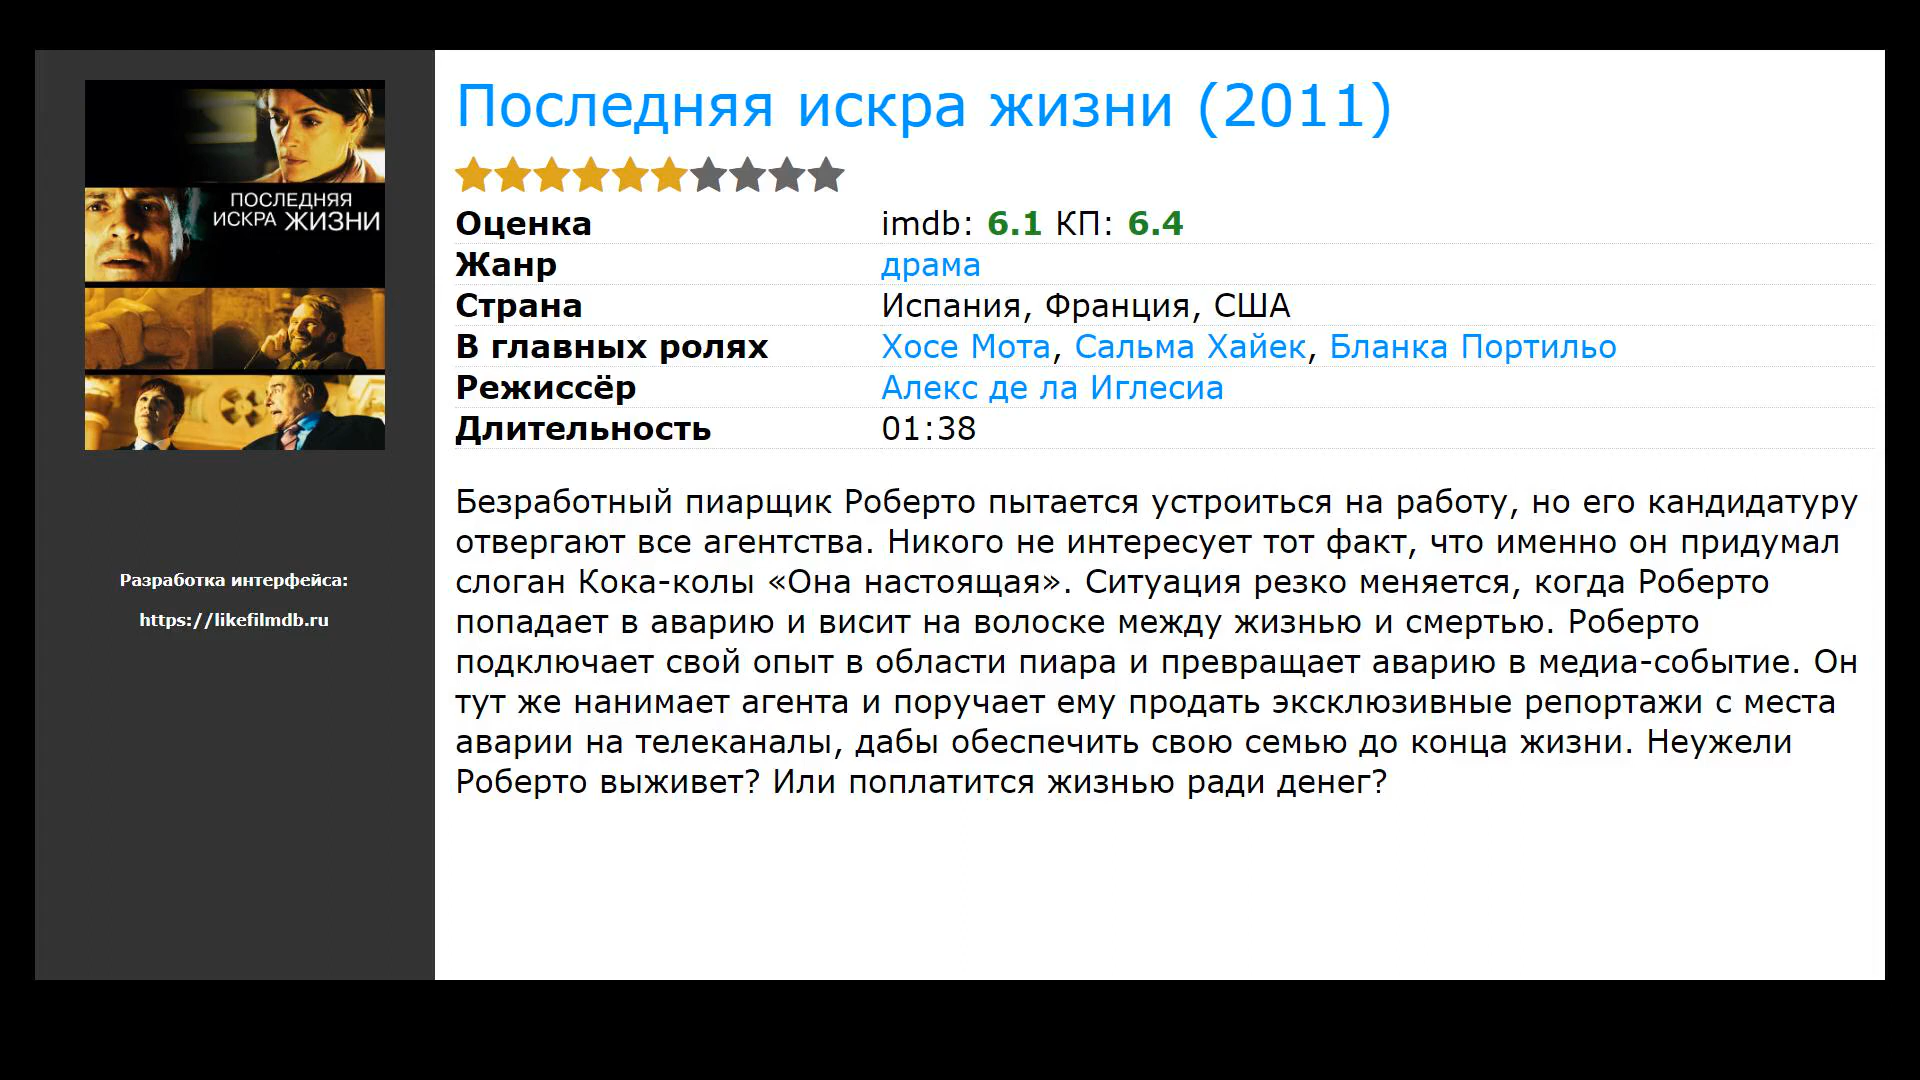 ПОСЛЕДНЯЯ
ИСКРА ЖИЗНИ
Разработка интерфейса:
https://likefilmdb.ru
Последняя искра жизни (2011)
Оценка imdb: 6.1 КП: 6.4
Жанр драма
Страна Испания, Франция, США
В главных ролях Хосе Мота, Сальма Хайек, Бланка Портильо
Режиссёр Алекс де ла Иглесиа
Длительность 01:38
Безработный пиарщик Роберто пытается устроиться на работу, но его кандидатуру
отвергают все агентства. Никого не интересует тот факт, что именно он придумал
слоган Кока-колы «Она настоящая». Ситуация резко меняется, когда Роберто
попадает в аварию и висит на волоске между жизнью и смертью. Роберто
подключает свой опыт в области пиара и превращает аварию в медиа-событие. Он
тут же нанимает агента и поручает ему продать эксклюзивные репортажи с места
аварии на телеканалы, дабы обеспечить свою семью до конца жизни. Неужели
Роберто выживет? Или поплатится жизнью ради денег?